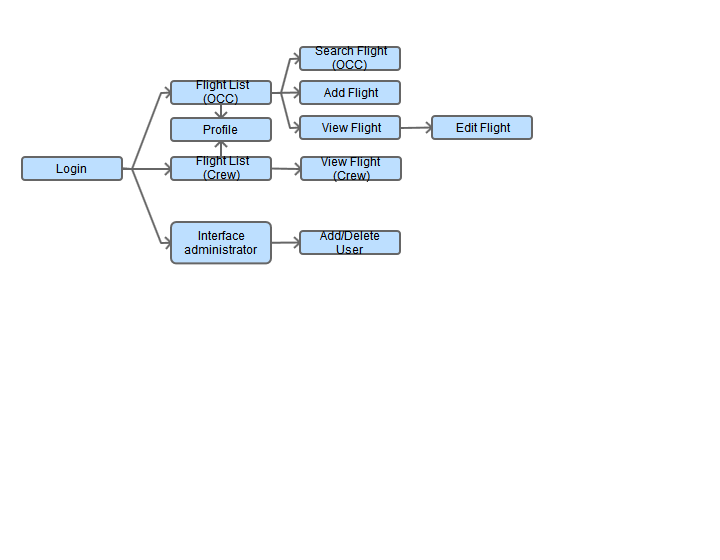 Search Flight
(OCC)
Flight List
(OCC)
Add Flight
Profile
View Flight
Edit Flight
Login
Flight List
(Crew)
View Flight
(Crew)
Interface
administrator
Add/Delete
User